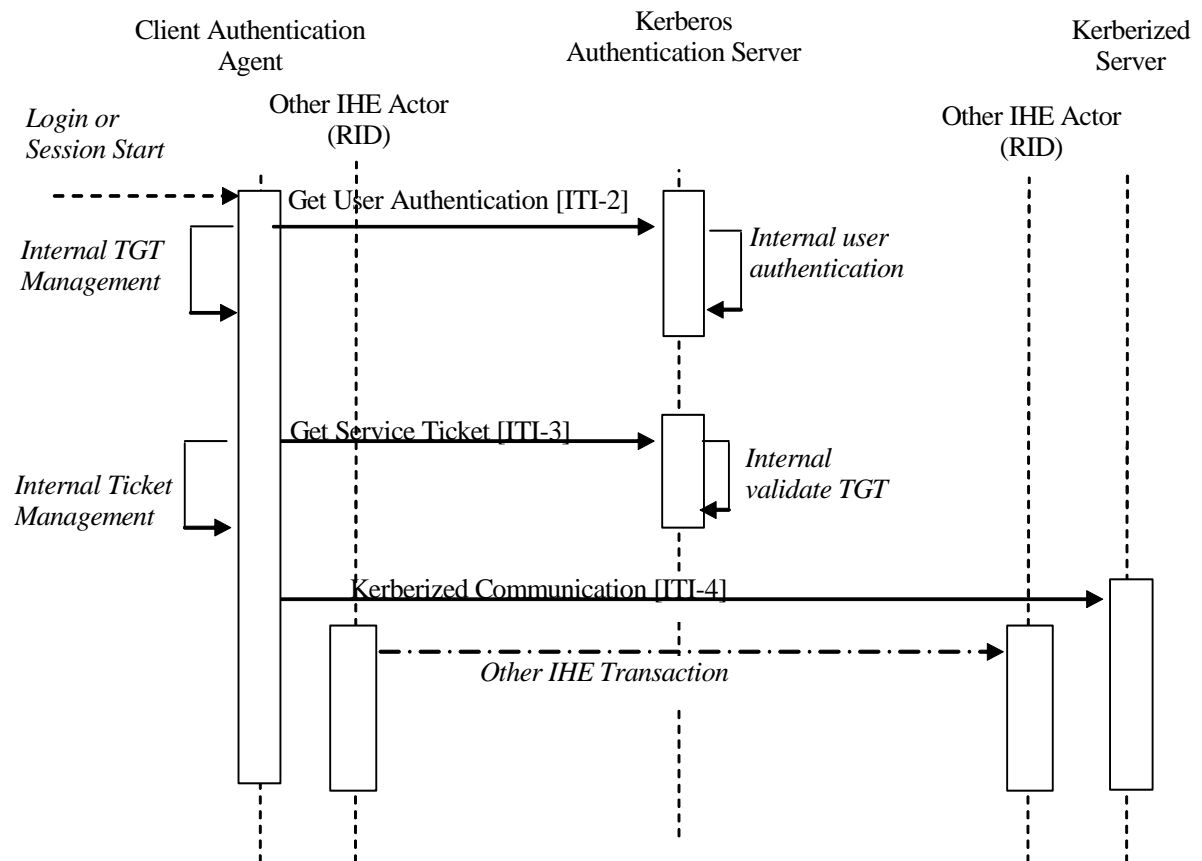 Client Authentication
Agent
Kerberos
Authentication Server
Kerberized
Server
Other IHE Actor
(RID)
Other IHE Actor
(RID)
Login or
Session Start
Get User Authentication [ITI-2]
Internal TGT
Management
Internal user
authentication
Get Service Ticket [ITI-3]
Internal Ticket
Management
Internal
validate TGT
Kerberized Communication [ITI-4]
Other IHE Transaction